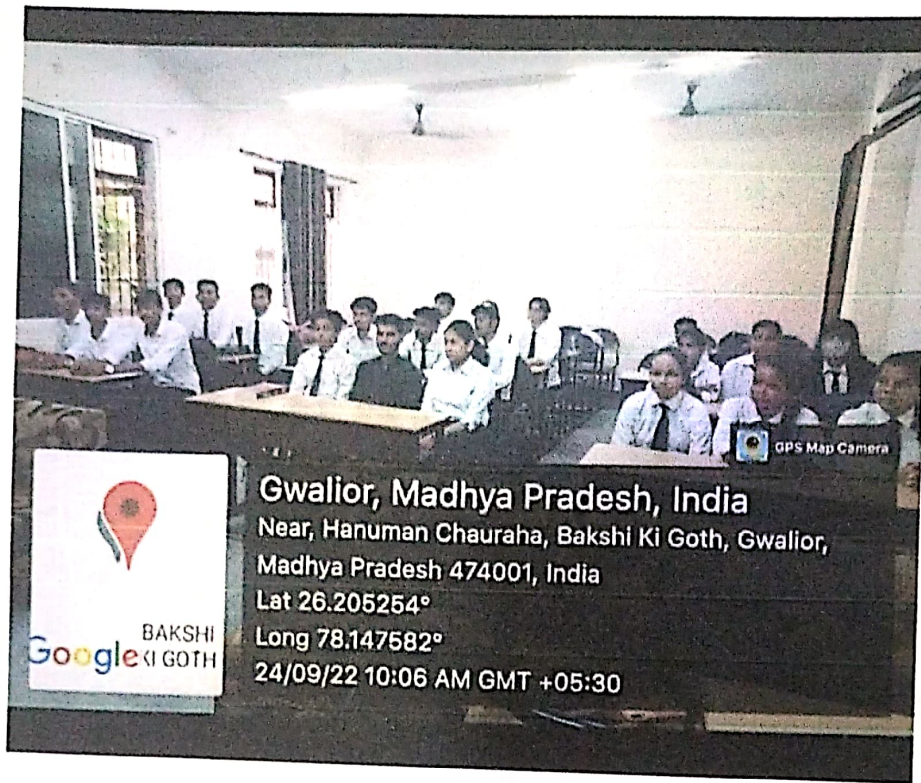 GPS Map Camera
Gwalior, Madhya Pradesh, India
Near, Hanuman Chauraha, Bakshi Ki Goth, Gwalior,
Madhya Pradesh 474001, India
Lat 26.205254°
Long 78.147582°
24/09/22 10:06 AM GMT +05:30
BAKSHI
Google KI GOTH